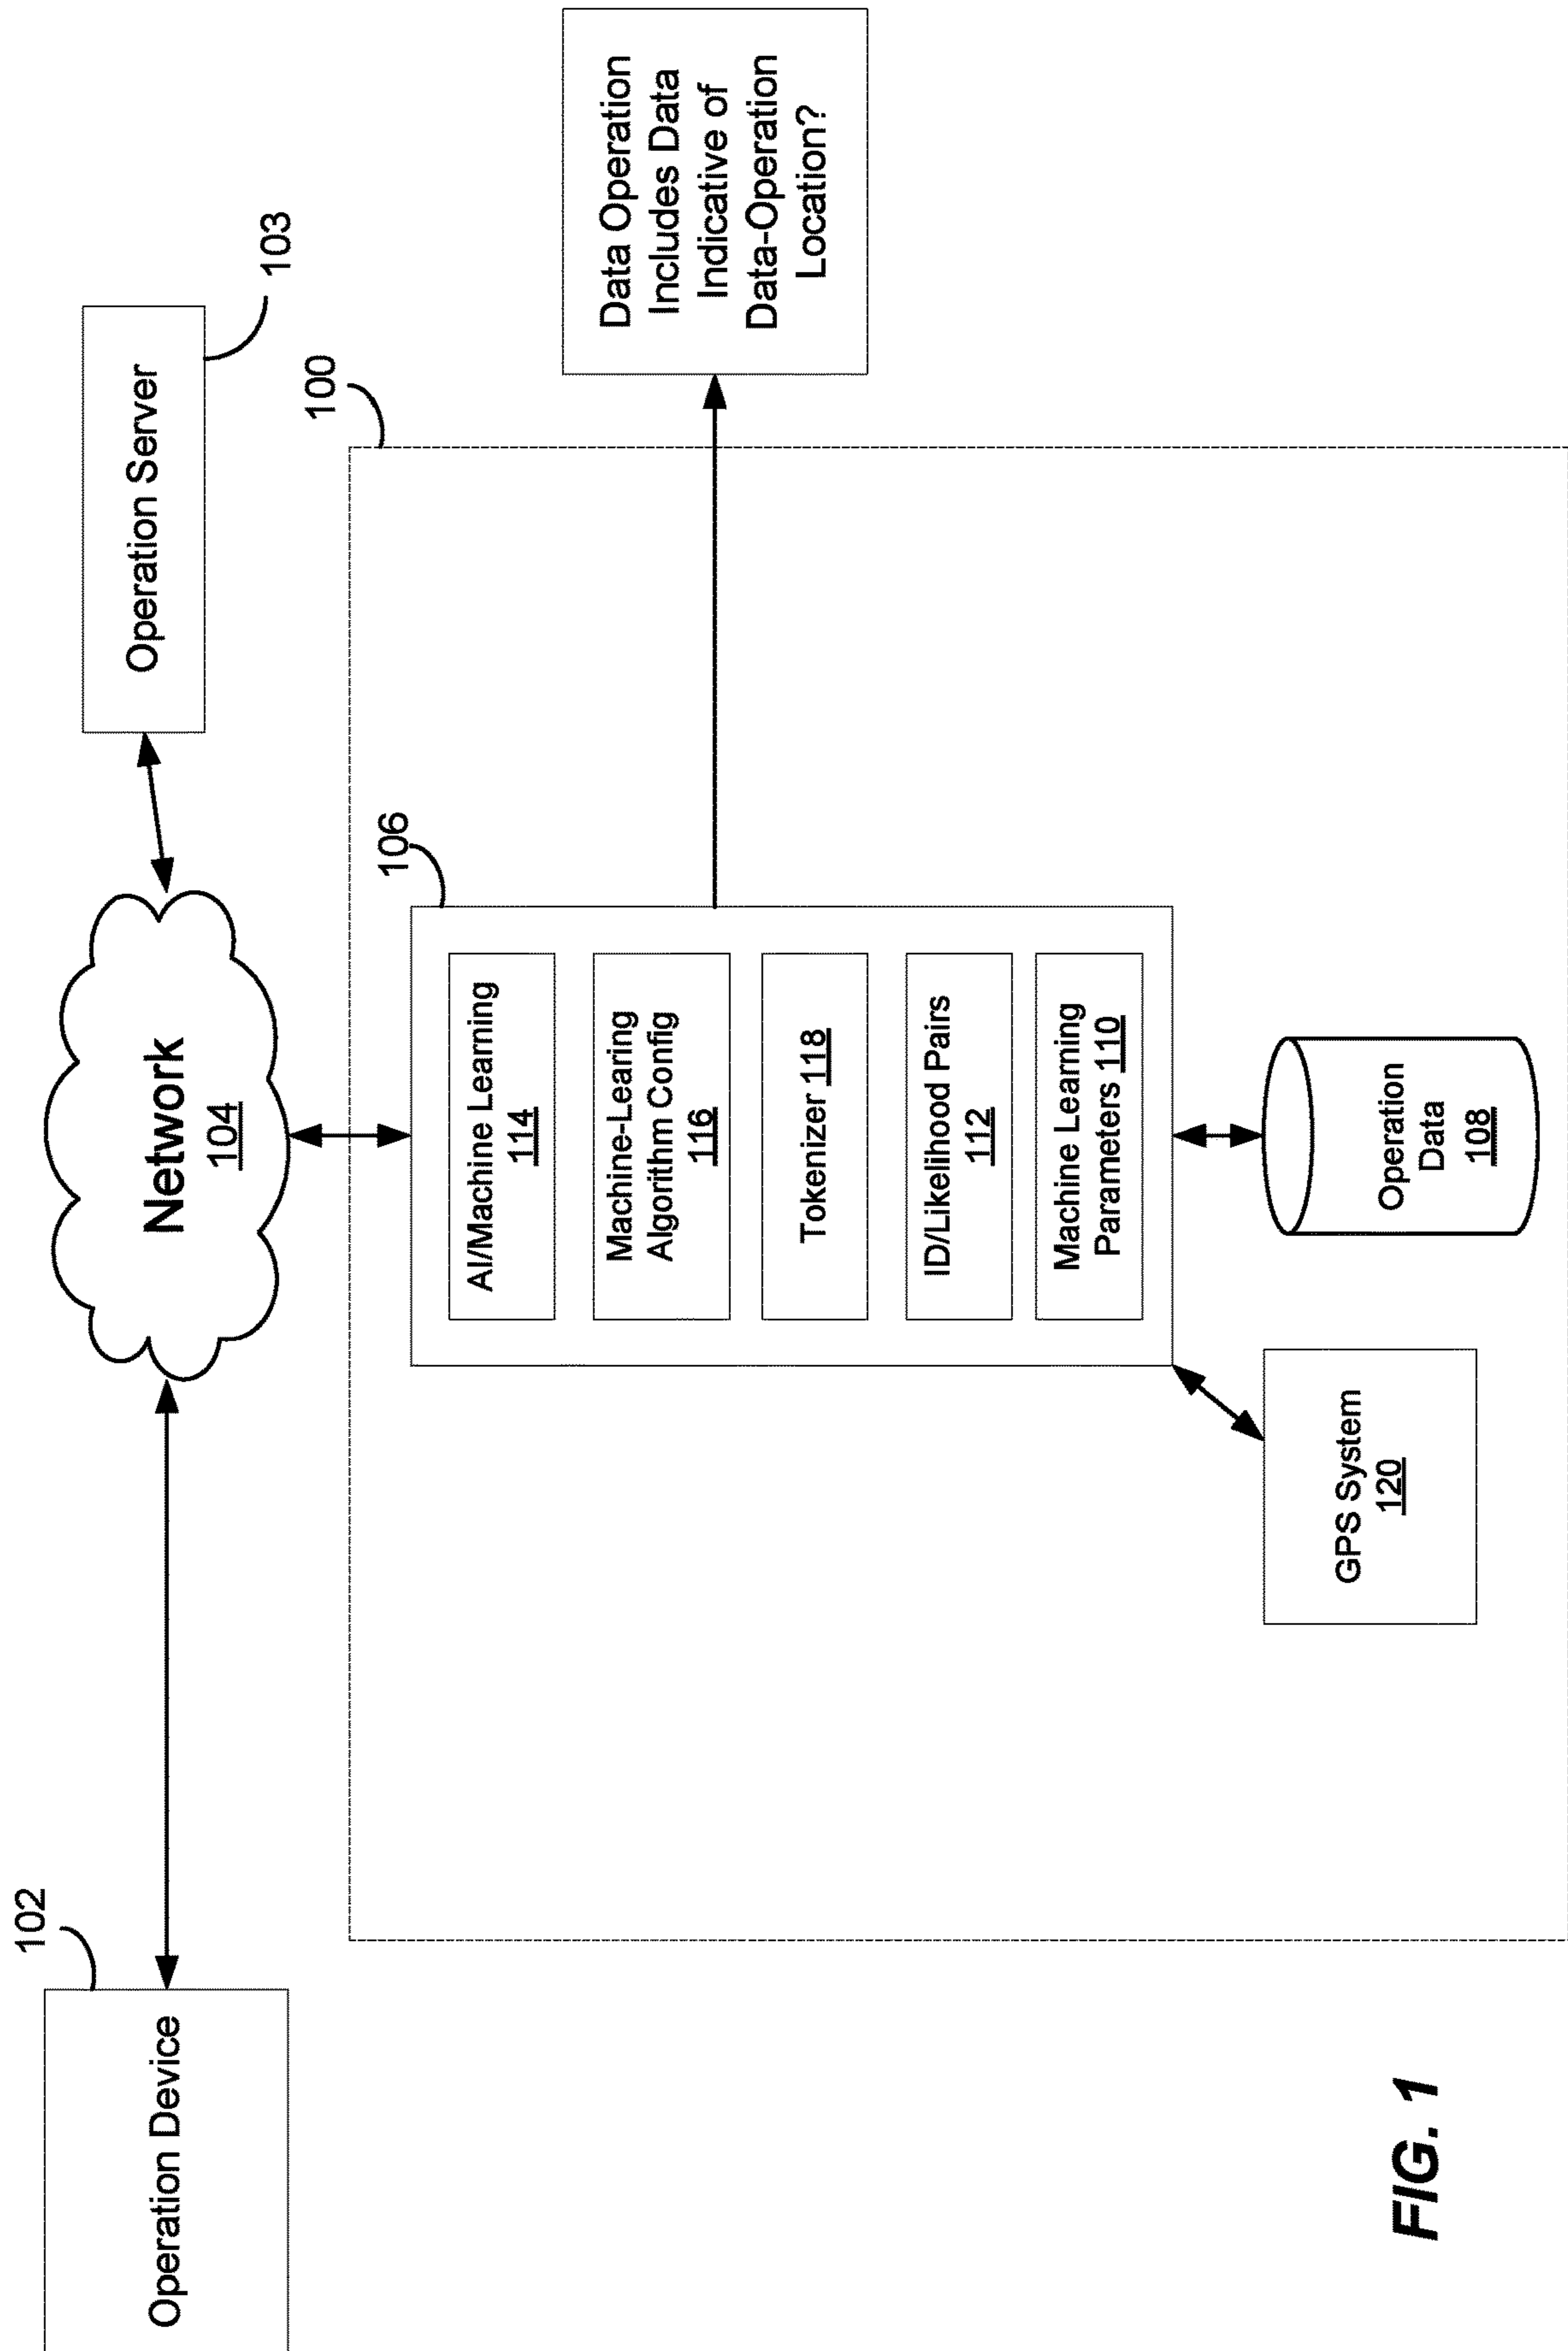 102
Operation Device
Network
104
Operation Server
103
100
106
AI/Machine Learning
114
Machine-Learing
Algorithm Config
116
Tokenizer 118
ID/Likelihood Pairs
112
Machine Learning
Parameters 110
Data Operation
Includes Data
Indicative of
Data-Operation
Location?
GPS System
120
Operation
Data
108
FIG. 1